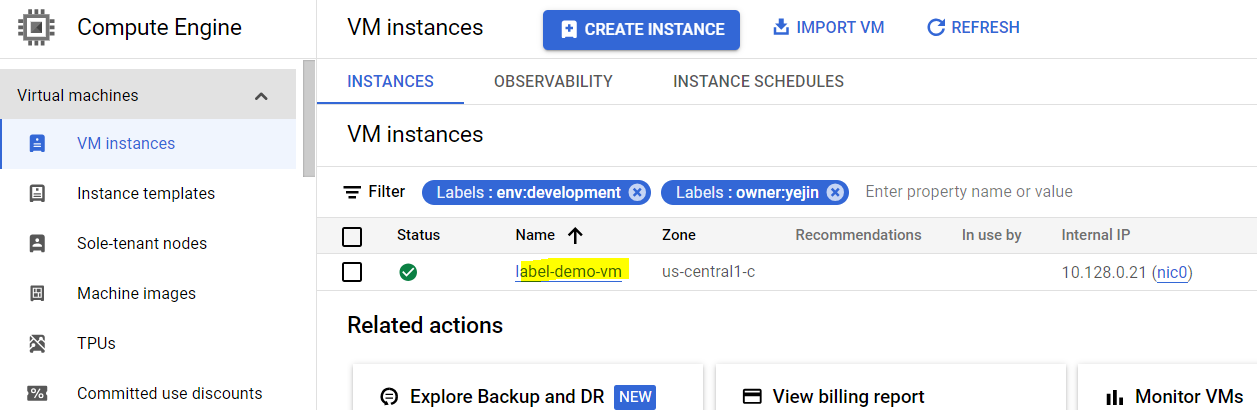 Compute Engine
VM instances
CREATE INSTANCE
IMPORT VM
REFRESH
Virtual machines
INSTANCES
OBSERVABILITY
INSTANCE SCHEDULES
VM instances
VM instances
Instance templates
Sole-tenant nodes
Machine images
TPUs
Committed use discounts
Filter
Labels : env:development
Labels : owner:yejin
Enter property name or value
Status Name Zone Recommendations In use by Internal IP
label-demo-vm us-central1-c 10.128.0.21 (nic0)
Related actions
Explore Backup and DR NEW
View billing report
Monitor VMs